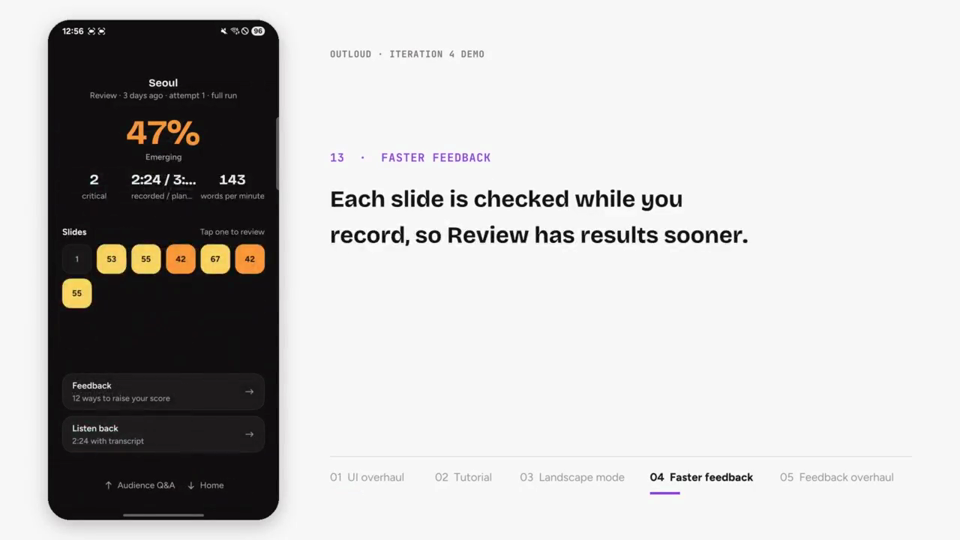 12:56
96
Seoul
Review · 3 days ago · attempt 1 · full run
47%
Emerging
2 2:24 / 3:... 143
critical recorded / plan... words per minute
Slides Tap one to review
1 53 55 42 67 42
55
Feedback
12 ways to raise your score
Listen back
2:24 with transcript
↑ Audience Q&A ↓ Home
OUTLOUD · ITERATION 4 DEMO
13 · FASTER FEEDBACK
Each slide is checked while you
record, so Review has results sooner.
01 UI overhaul 02 Tutorial 03 Landscape mode 04 Faster feedback 05 Feedback overhaul